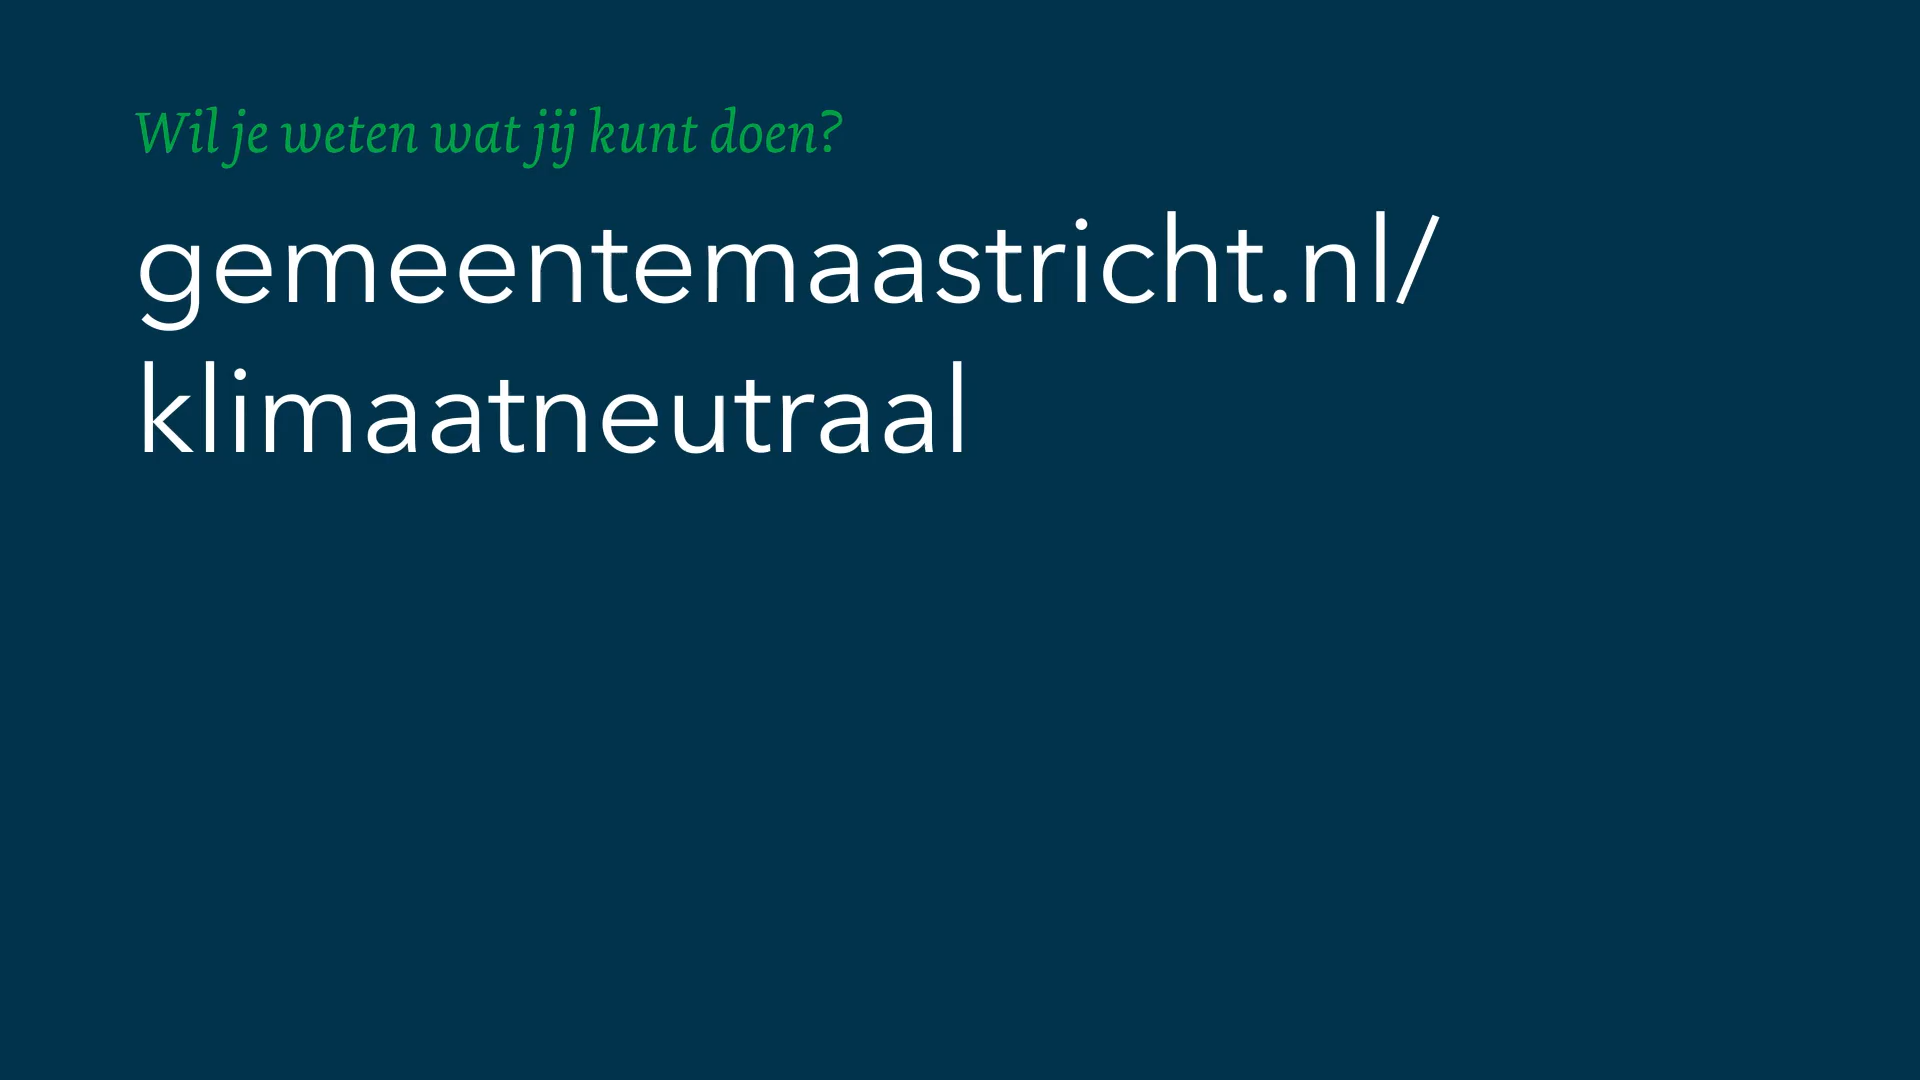 Wil je weten wat jij kunt doen?
gemeentemaastricht.nl/
klimaatneutraal